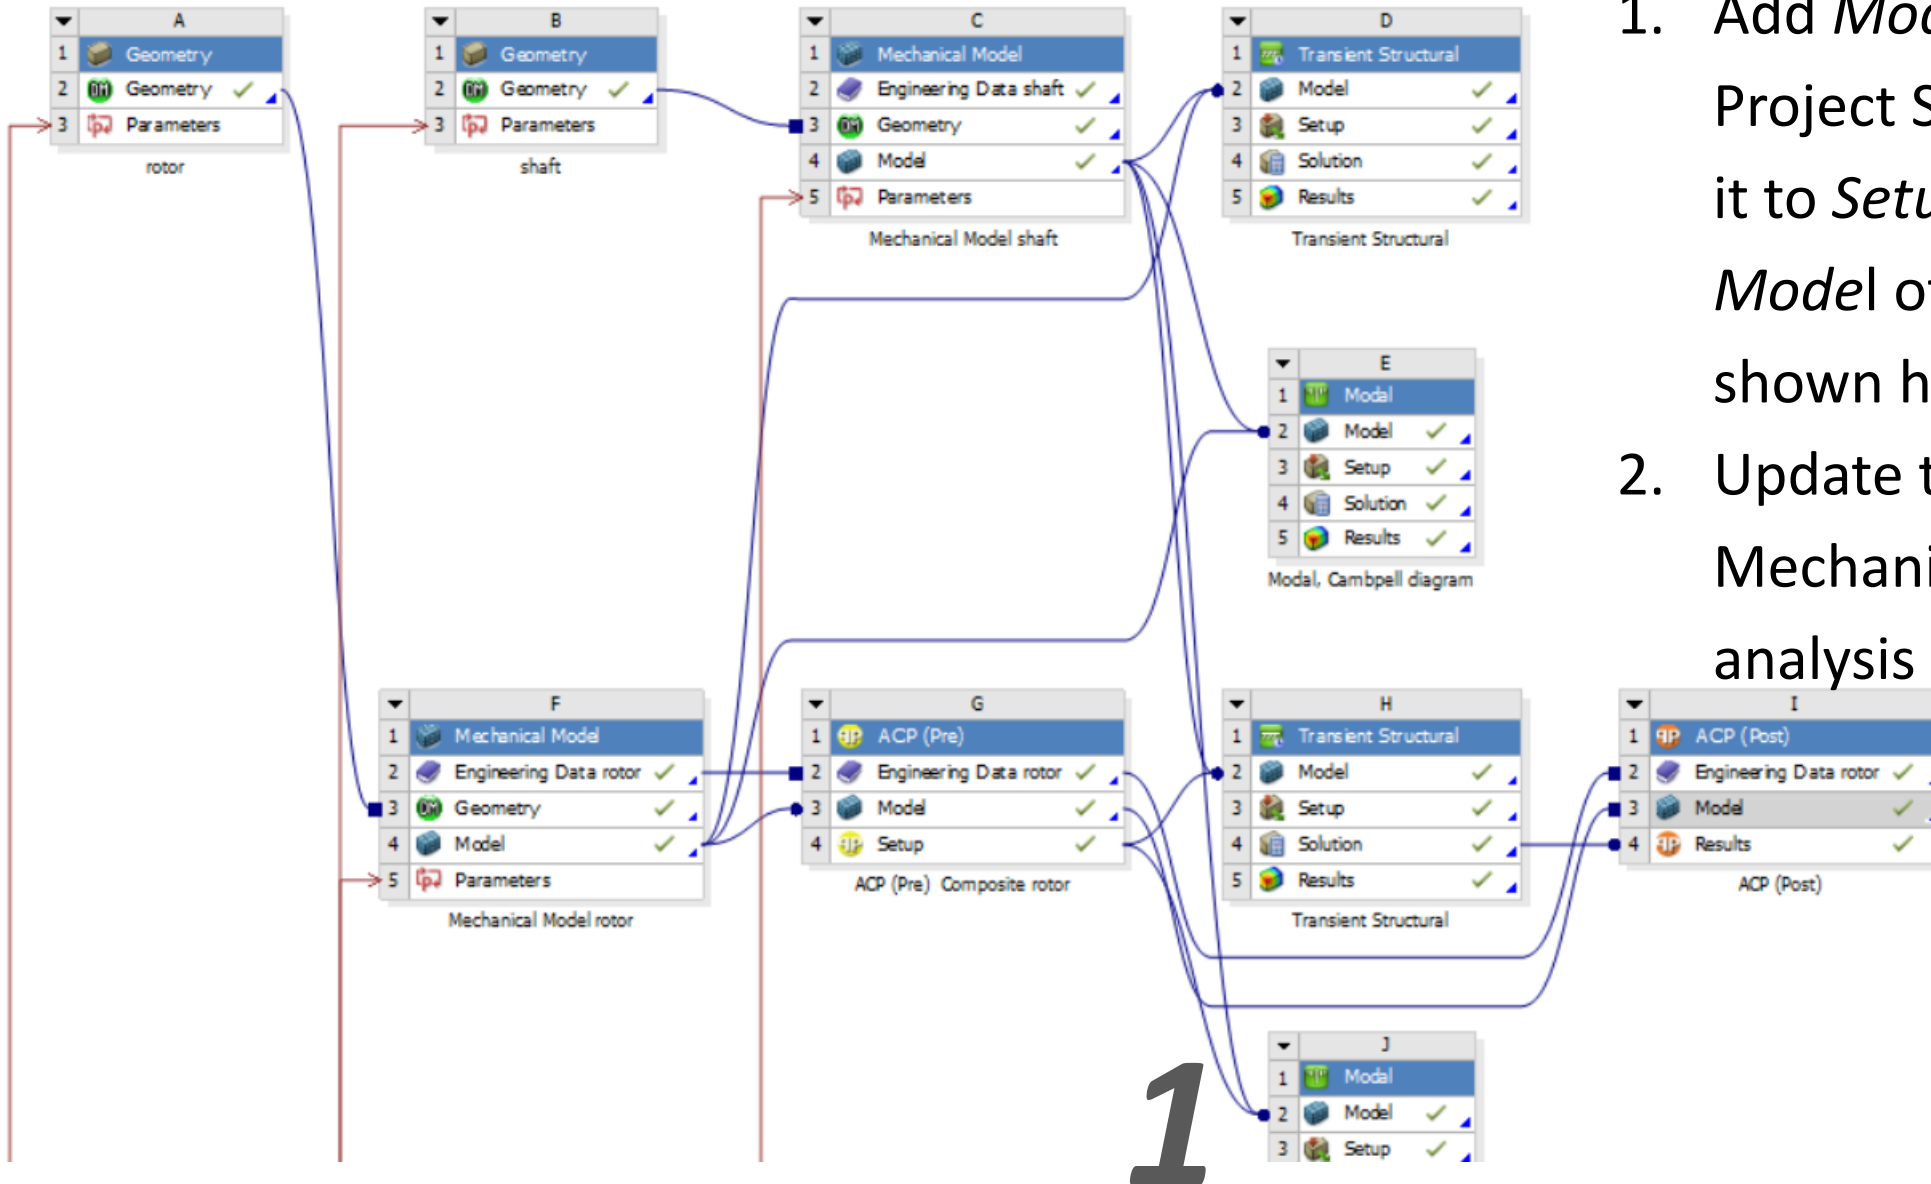 A
1 Geometry
2 Geometry
3 Parameters
rotor
B
1 Geometry
2 Geometry
3 Parameters
shaft
C
1 Mechanical Model
2 Engineering Data shaft
3 Geometry
4 Model
5 Parameters
Mechanical Model shaft
D
1 Transient Structural
2 Model
3 Setup
4 Solution
5 Results
Transient Structural
E
1 Modal
2 Model
3 Setup
4 Solution
5 Results
Modal, Cambpell diagram
F
1 Mechanical Model
2 Engineering Data rotor
3 Geometry
4 Model
5 Parameters
Mechanical Model rotor
G
1 ACP (Pre)
2 Engineering Data rotor
3 Model
4 Setup
ACP (Pre) Composite rotor
H
1 Transient Structural
2 Model
3 Setup
4 Solution
5 Results
Transient Structural
I
1 ACP (Post)
2 Engineering Data rotor
3 Model
4 Results
ACP (Post)
J
1 Modal
2 Model
3 Setup
1
1. Add
Project
it to
Model
shown
2. Update
analysis